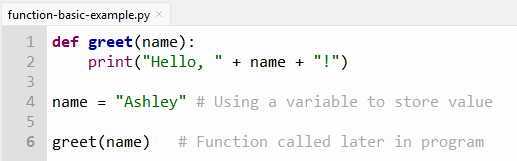 function-basic-example.py ×
1 def greet(name):
2     print("Hello, " + name + "!")
3
4 name = "Ashley" # Using a variable to store value
5
6 greet(name)   # Function called later in program